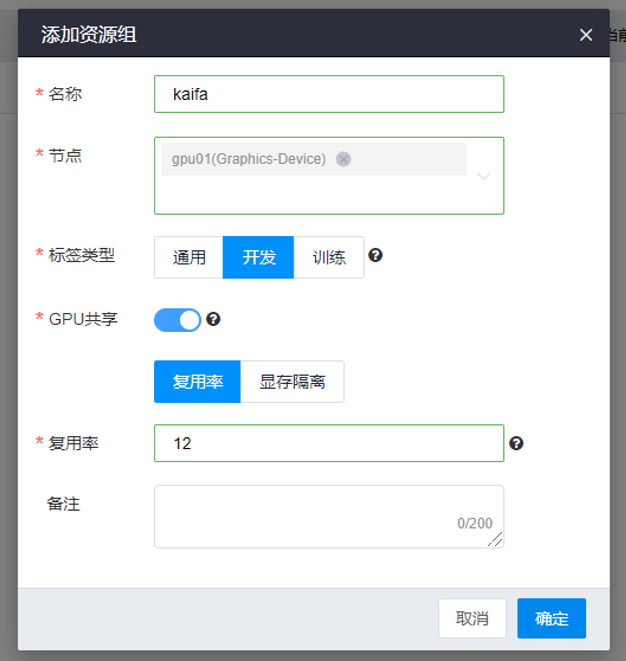 添加资源组
当前
* 名称
kaifa
* 节点
gpu01(Graphics-Device)
* 标签类型
通用 开发 训练
* GPU共享
复用率 显存隔离
* 复用率
12
备注
0/200
取消 确定